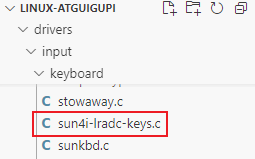 LINUX-ATGUIGUPI
drivers
input
keyboard
C stowaway.c
C sun4i-lradc-keys.c
C sunkbd.c